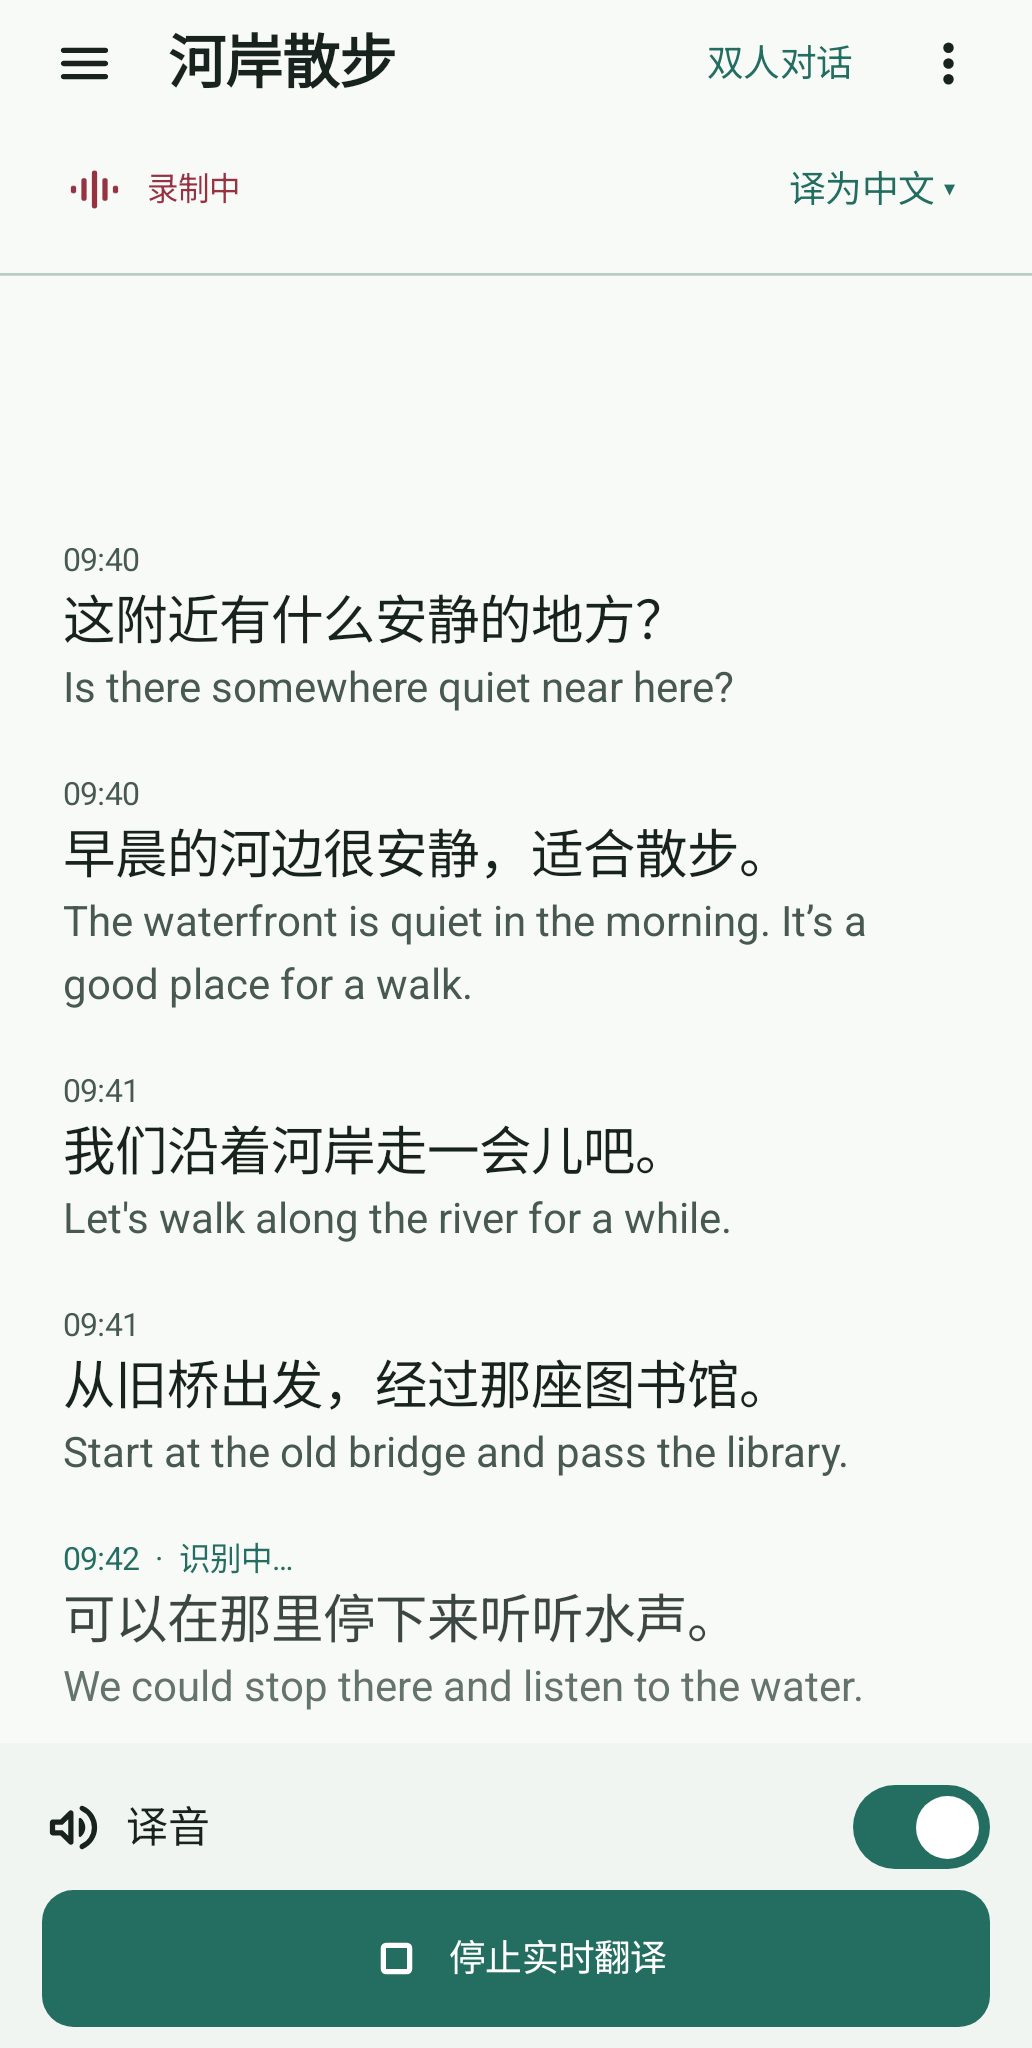 河岸散步
双人对话
录制中
译为中文 ▾
09:40
这附近有什么安静的地方？
Is there somewhere quiet near here?
09:40
早晨的河边很安静，适合散步。
The waterfront is quiet in the morning. It’s a
good place for a walk.
09:41
我们沿着河岸走一会儿吧。
Let's walk along the river for a while.
09:41
从旧桥出发，经过那座图书馆。
Start at the old bridge and pass the library.
09:42 · 识别中…
可以在那里停下来听听水声。
We could stop there and listen to the water.
译音
停止实时翻译